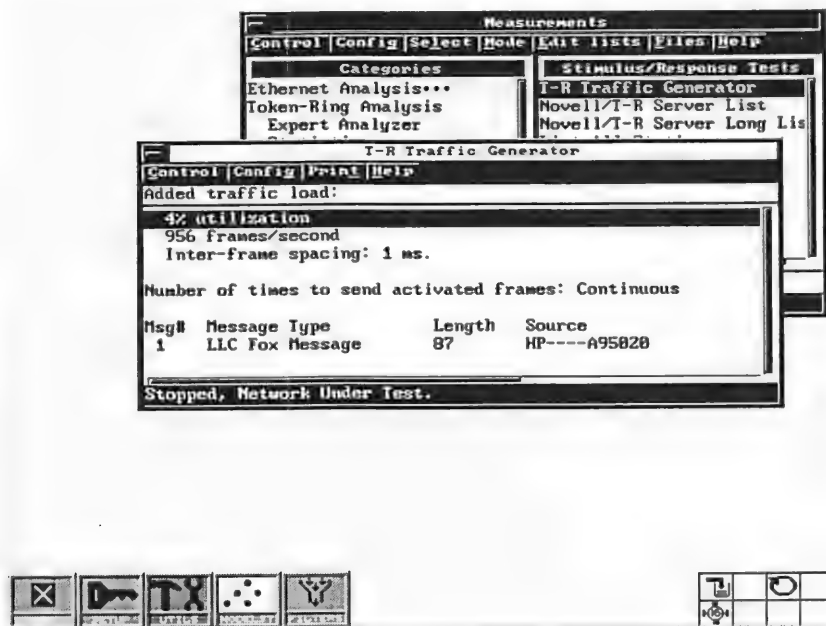 Measurements
Control Config Select Mode Edit lists Files Help
Categories
Stimulus/Response Tests
Ethernet Analysis•••
T-R Traffic Generator
Token-Ring Analysis
Novell/T-R Server List
Expert Analyzer
Novell/T-R Server Long Lis
T-R Traffic Generator
Control Config Print Help
Added traffic load:
4% utilization
956 frames/second
Inter-frame spacing: 1 ms.
Number of times to send activated frames: Continuous
Msg# Message Type Length Source
1 LLC Fox Message 87 HP----A95020
Stopped, Network Under Test.
16